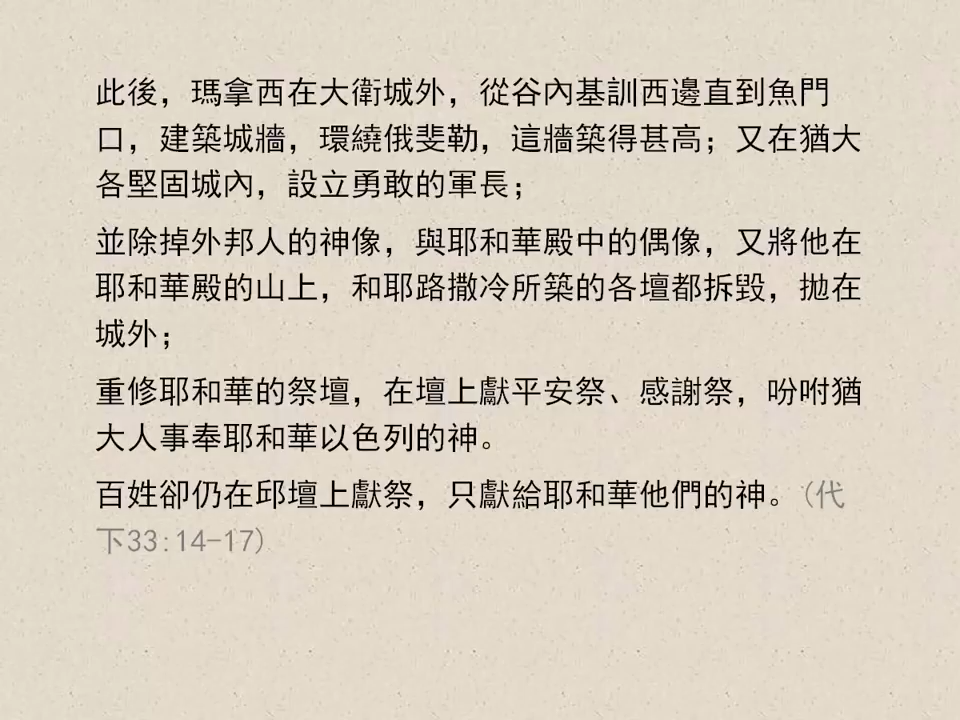 此後，瑪拿西在大衛城外，從谷內基訓西邊直到魚門
口，建築城牆，環繞俄斐勒，這牆築得甚高；又在猶大
各堅固城內，設立勇敢的軍長；
並除掉外邦人的神像，與耶和華殿中的偶像，又將他在
耶和華殿的山上，和耶路撒冷所築的各壇都拆毀，拋在
城外；
重修耶和華的祭壇，在壇上獻平安祭、感謝祭，吩咐猶
大人事奉耶和華以色列的神。
百姓卻仍在邱壇上獻祭，只獻給耶和華他們的神。(代
下33:14-17)